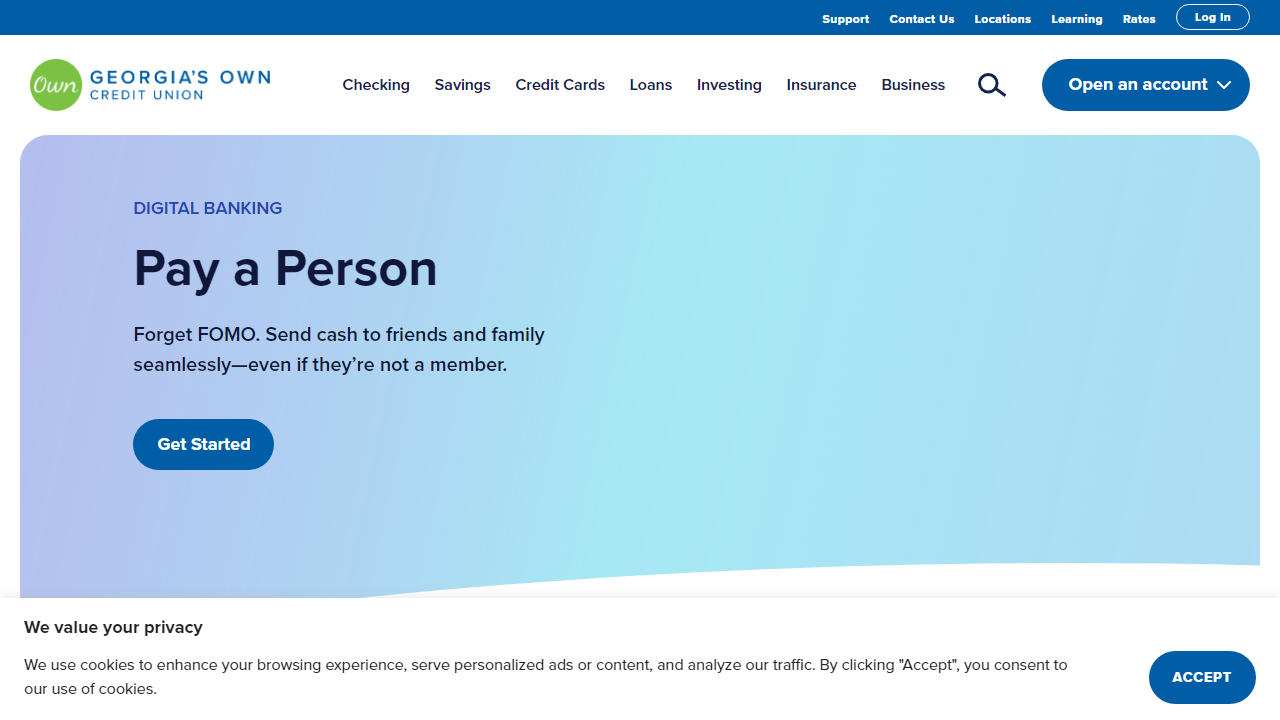 Support Contact Us Locations Learning Rates Log In
Own GEORGIA'S OWN
CREDIT UNION
Checking Savings Credit Cards Loans Investing Insurance Business Open an account
DIGITAL BANKING
Pay a Person
Forget FOMO. Send cash to friends and family
seamlessly—even if they’re not a member.
Get Started
We value your privacy
We use cookies to enhance your browsing experience, serve personalized ads or content, and analyze our traffic. By clicking "Accept", you consent to
our use of cookies.
ACCEPT